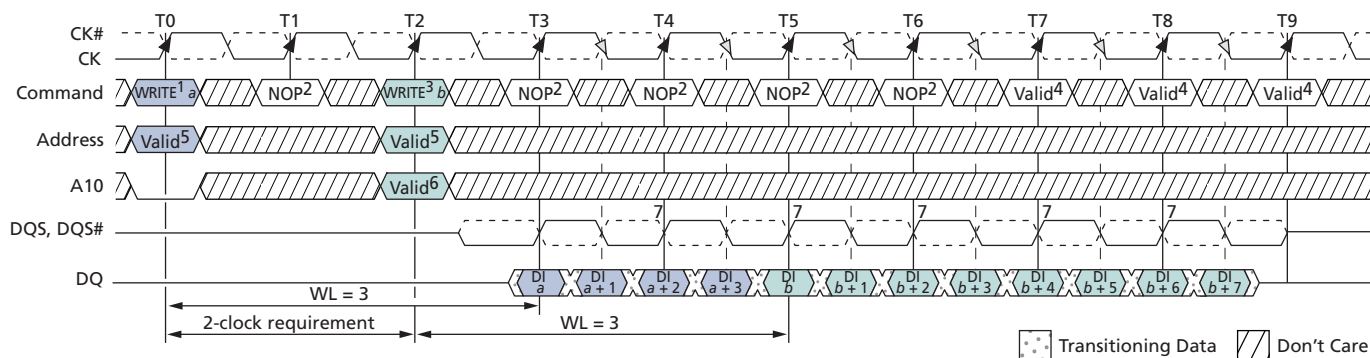 T0 T1 T2 T3 T4 T5 T6 T7 T8 T9
CK#
CK
Command WRITE1 a NOP2 WRITE3 b NOP2 NOP2 NOP2 NOP2 Valid4 Valid4 Valid4
Address Valid5 Valid5
A10 Valid6
7 7 7 7 7
DQS, DQS#
DQ DI a DI a + 1 DI a + 2 DI a + 3 DI b DI b + 1 DI b + 2 DI b + 3 DI b + 4 DI b + 5 DI b + 6 DI b + 7
WL = 3
2-clock requirement WL = 3
Transitioning Data Don't Care